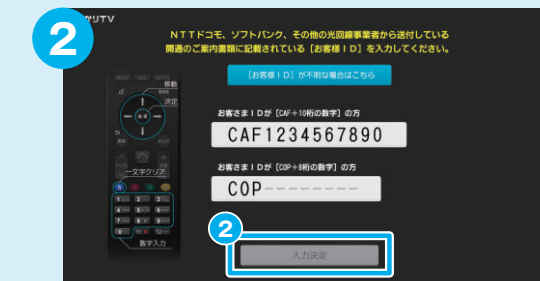 2
かりTV
NTTドコモ、ソフトバンク、その他の光回線事業者から送付している
開通のご案内書類に記載されている［お客様ID］を入力してください。
［お客様ID］が不明な場合はこちら
移動
決定
お客さまIDが［CAF＋10桁の数字］の方
CAF1234567890
お客さまIDが［COP＋8桁の数字］の方
COP--------
一文字クリア
数字入力
2
入力決定